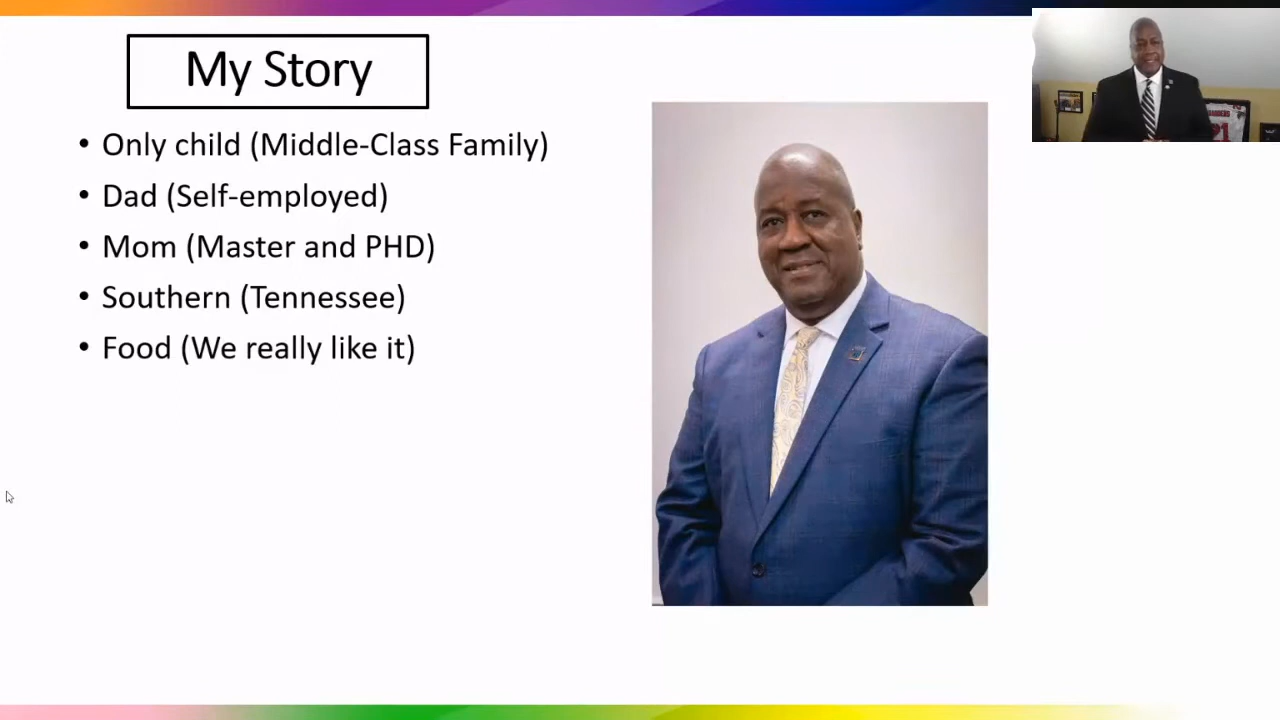 My Story
• Only child (Middle-Class Family)
• Dad (Self-employed)
• Mom (Master and PHD)
• Southern (Tennessee)
• Food (We really like it)
21